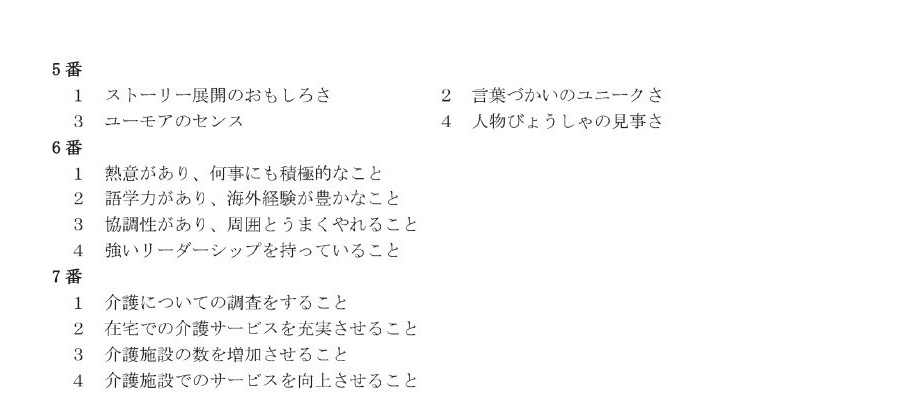 5番
1 ストーリー展開のおもしろさ 2 言葉づかいのユニークさ
3 ユーモアのセンス 4 人物びょうしゃの見事さ
6番
1 熱意があり、何事にも積極的なこと
2 語学力があり、海外経験が豊かなこと
3 協調性があり、周囲とうまくやれること
4 強いリーダーシップを持っていること
7番
1 介護についての調査をすること
2 在宅での介護サービスを充実させること
3 介護施設の数を増加させること
4 介護施設でのサービスを向上させること